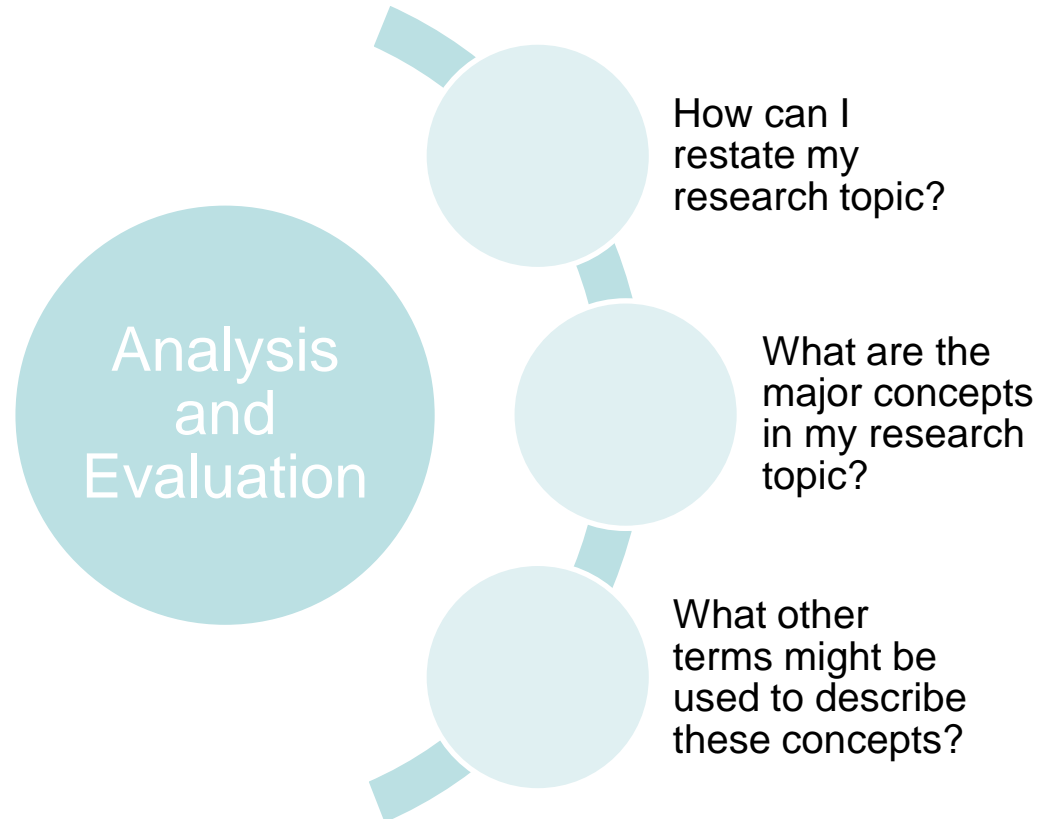 Analysis
and
Evaluation
How can I
restate my
research topic?
What are the
major concepts
in my research
topic?
What other
terms might be
used to describe
these concepts?